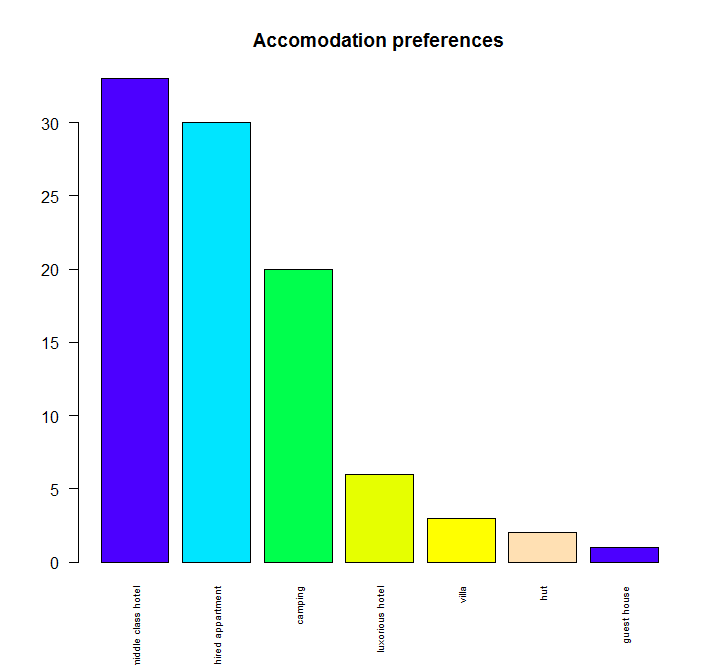 Accomodation preferences
30
25
20
15
10
5
0
middle class hotel
hired appartment
camping
luxorious hotel
villa
hut
guest house